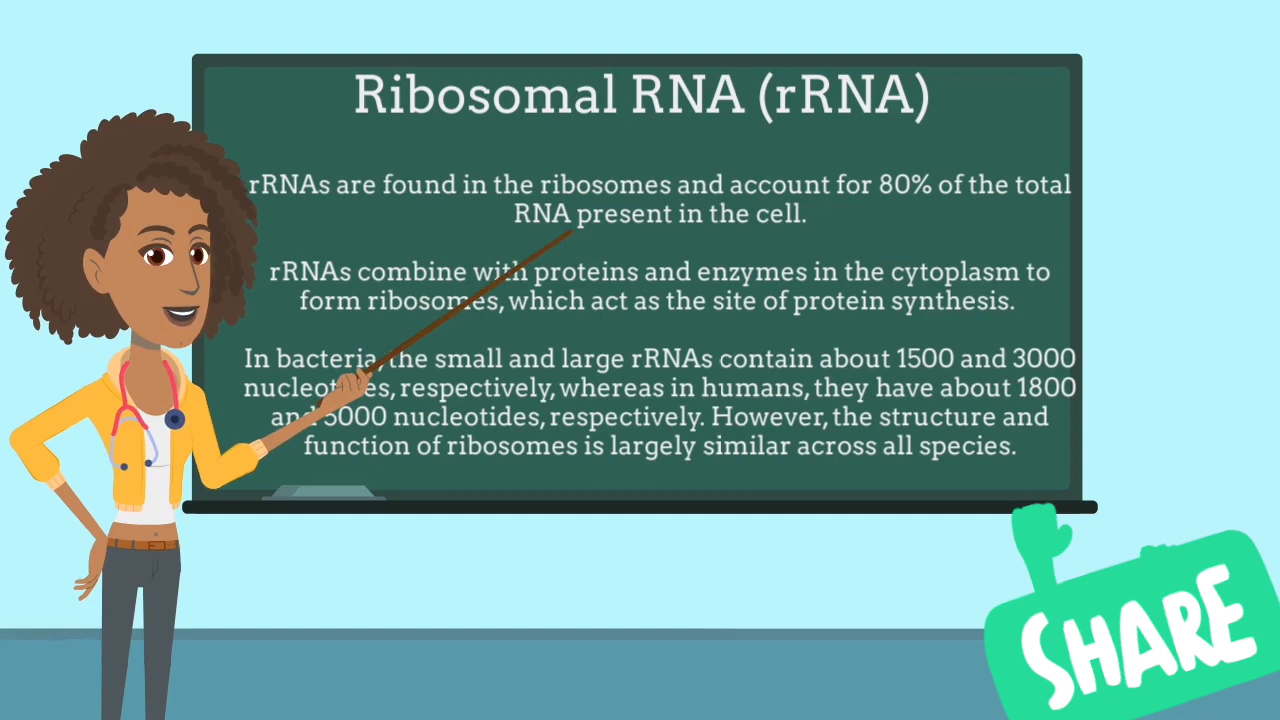 Ribosomal RNA (rRNA)
rRNAs are found in the ribosomes and account for 80% of the total
RNA present in the cell.
rRNAs combine with proteins and enzymes in the cytoplasm to
form ribosomes, which act as the site of protein synthesis.
In bacteria, the small and large rRNAs contain about 1500 and 3000
nucleotides, respectively, whereas in humans, they have about 1800
and 5000 nucleotides, respectively. However, the structure and
function of ribosomes is largely similar across all species.
SHARE